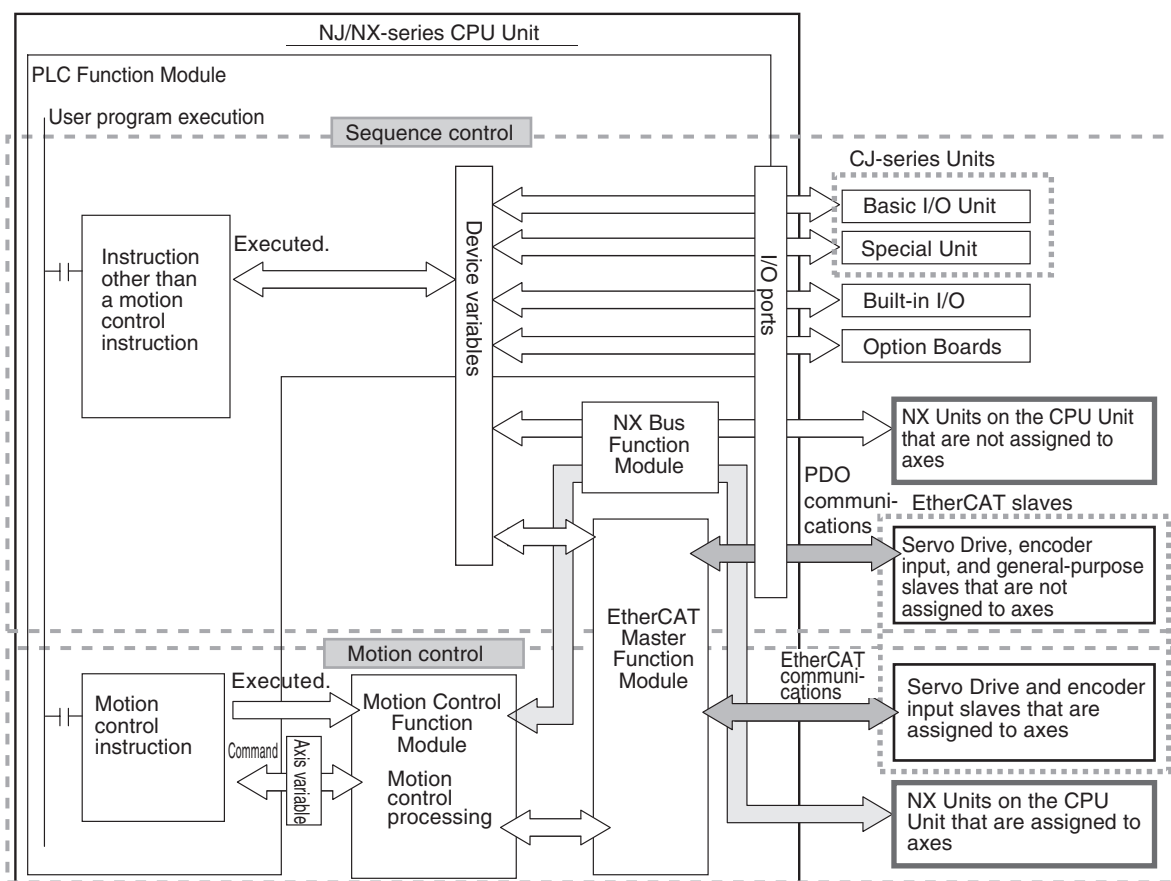 NJ/NX-series CPU Unit
PLC Function Module
User program execution
Sequence control
CJ-series Units
Basic I/O Unit
Special Unit
Built-in I/O
Option Boards
Instruction
other than
a motion
control
instruction
Executed.
Device variables
I/O ports
NX Bus
Function
Module
NX Units on the CPU Unit
that are not assigned to
axes
PDO
communi-
cations
EtherCAT slaves
Servo Drive, encoder
input, and general-purpose
slaves that are not
assigned to axes
EtherCAT
Master
Function
Module
Motion control
EtherCAT
communi-
cations
Executed.
Motion
control
instruction
Command
Axis variable
Motion Control
Function
Module
Motion
control
processing
Servo Drive and encoder
input slaves that are
assigned to axes
NX Units on the CPU
Unit that are assigned to
axes